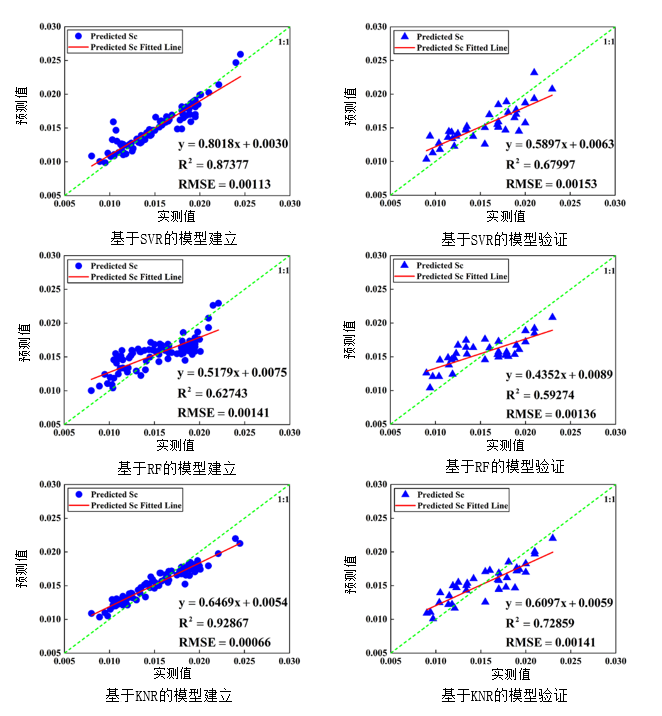 0.030
0.025
0.020
0.015
0.010
0.005
预测值
Predicted Sc
Predicted Sc Fitted Line
1:1
y = 0.8018x + 0.0030
R² = 0.87377
RMSE = 0.00113
0.005 0.010 0.015 0.020 0.025 0.030
实测值
基于SVR的模型建立
0.030
0.025
0.020
0.015
0.010
0.005
预测值
Predicted Sc
Predicted Sc Fitted Line
1:1
y = 0.5897x + 0.0063
R² = 0.67997
RMSE = 0.00153
0.005 0.010 0.015 0.020 0.025 0.030
实测值
基于SVR的模型验证
0.030
0.025
0.020
0.015
0.010
0.005
预测值
Predicted Sc
Predicted Sc Fitted Line
1:1
y = 0.5179x + 0.0075
R² = 0.62743
RMSE = 0.00141
0.005 0.010 0.015 0.020 0.025 0.030
实测值
基于RF的模型建立
0.030
0.025
0.020
0.015
0.010
0.005
预测值
Predicted Sc
Predicted Sc Fitted Line
1:1
y = 0.4352x + 0.0089
R² = 0.59274
RMSE = 0.00136
0.005 0.010 0.015 0.020 0.025 0.030
实测值
基于RF的模型验证
0.030
0.025
0.020
0.015
0.010
0.005
预测值
Predicted Sc
Predicted Sc Fitted Line
1:1
y = 0.6469x + 0.0054
R² = 0.92867
RMSE = 0.00066
0.005 0.010 0.015 0.020 0.025 0.030
实测值
基于KNR的模型建立
0.030
0.025
0.020
0.015
0.010
0.005
预测值
Predicted Sc
Predicted Sc Fitted Line
1:1
y = 0.6097x + 0.0059
R² = 0.72859
RMSE = 0.00141
0.005 0.010 0.015 0.020 0.025 0.030
实测值
基于KNR的模型验证